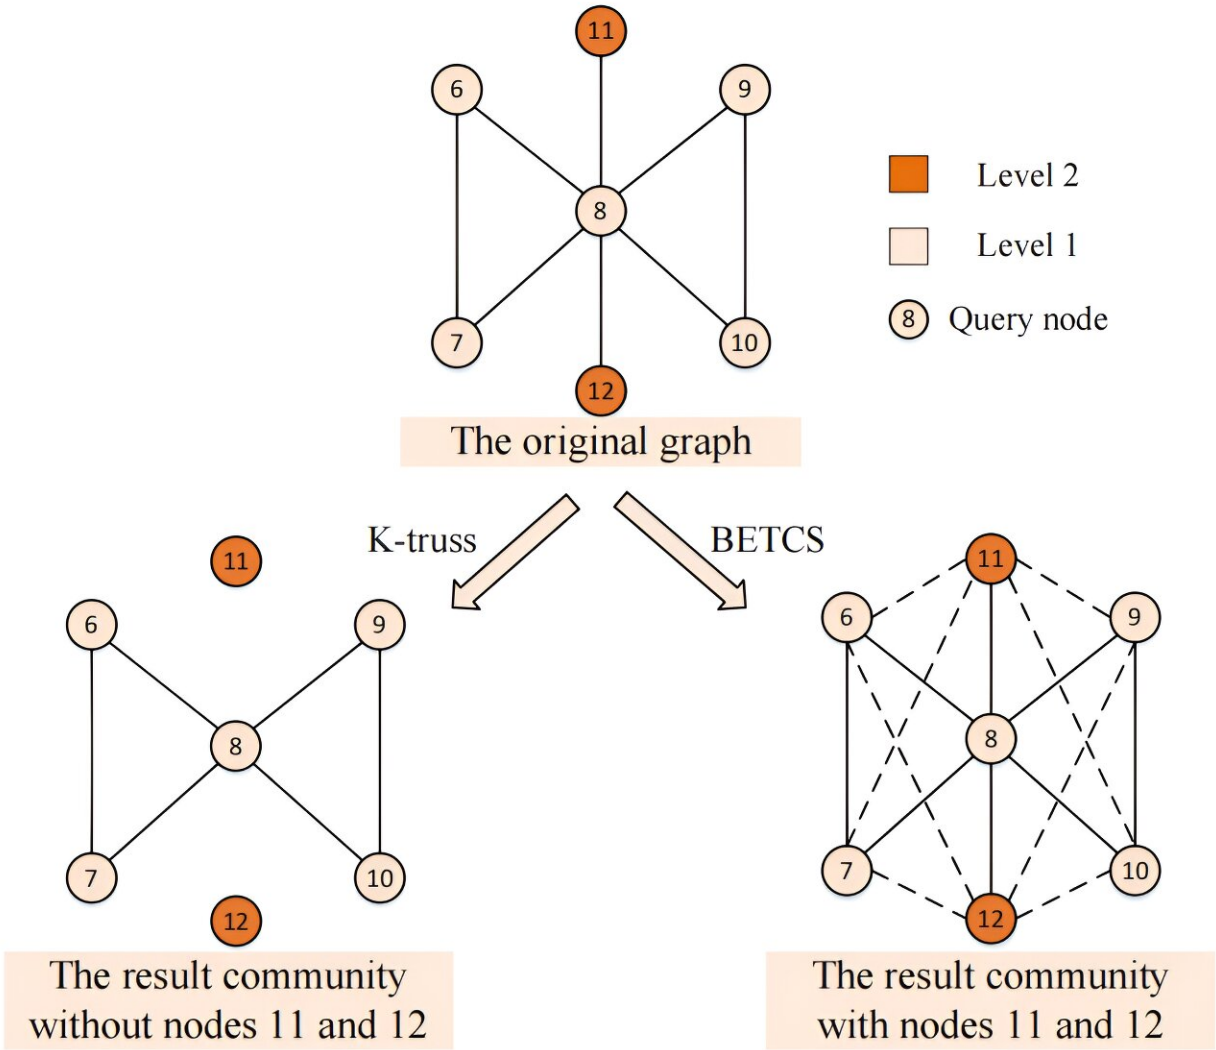 11
6
9
8
7
10
12
Level 2
Level 1
8 Query node
The original graph
K-truss
BETCS
11
6
9
8
7
10
12
The result community
without nodes 11 and 12
11
6
9
8
7
10
12
The result community
with nodes 11 and 12